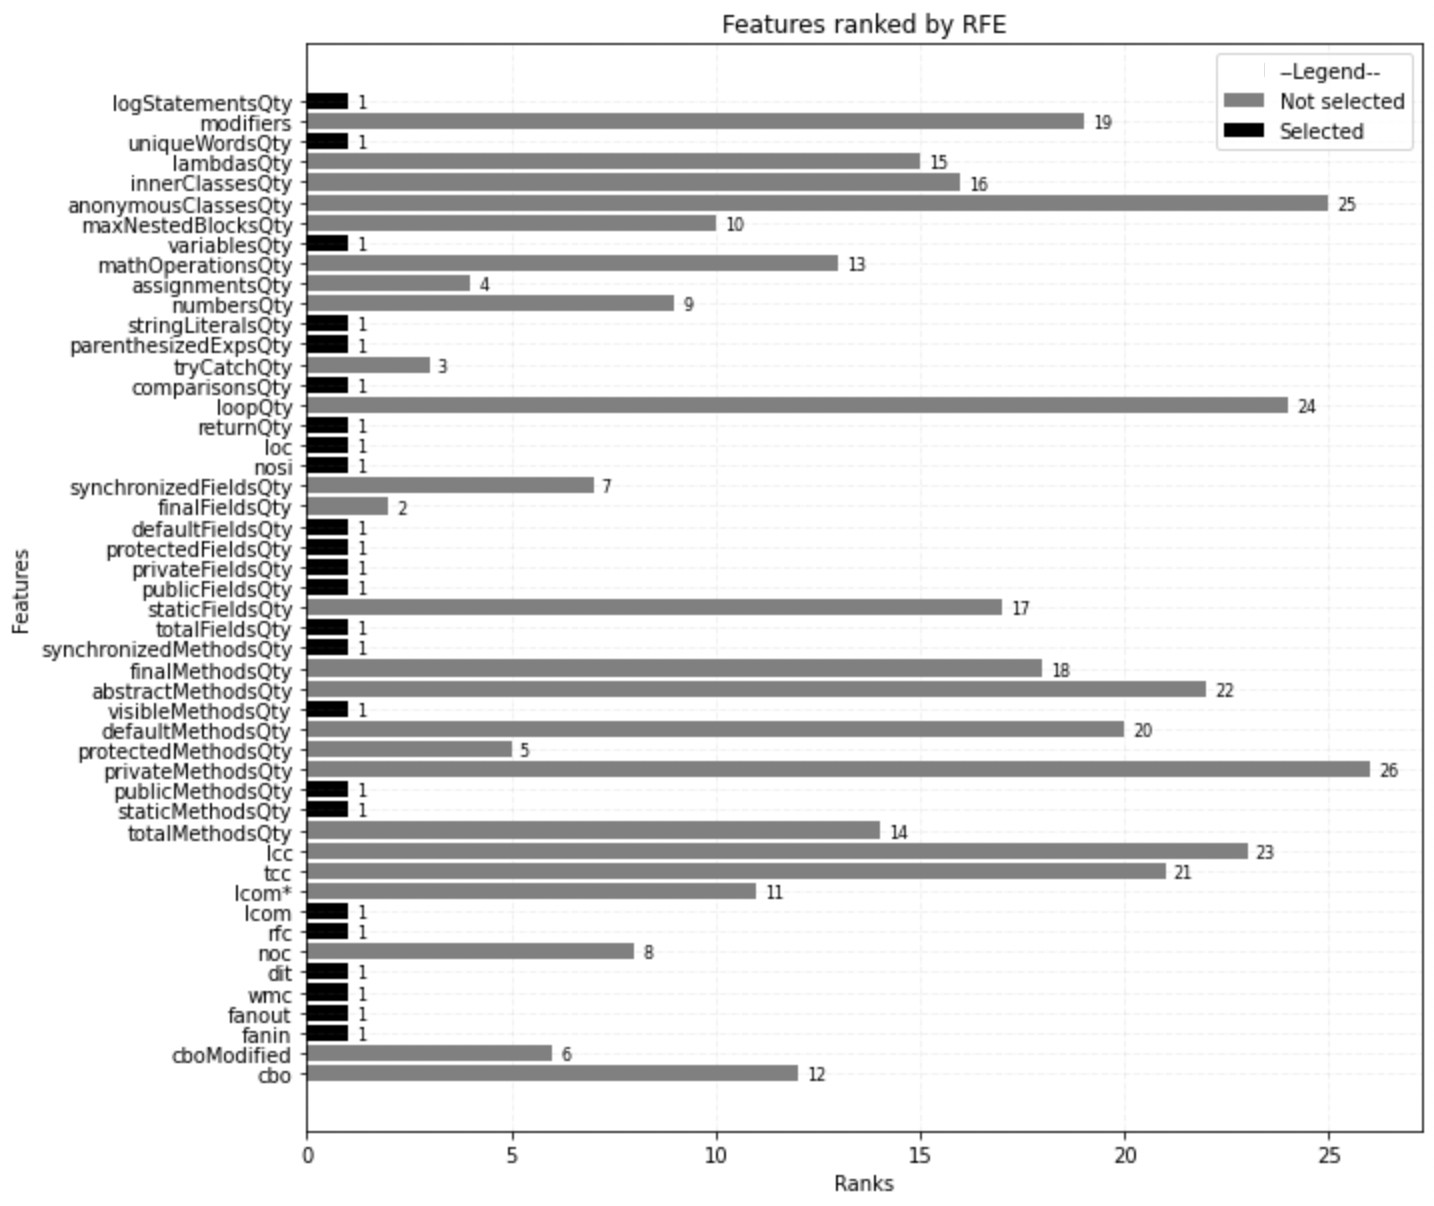 Features ranked by RFE
--Legend--
Not selected
Selected
Features
logStatementsQty 1
modifiers 19
uniqueWordsQty 1
lambdasQty 15
innerClassesQty 16
anonymousClassesQty 25
maxNestedBlocksQty 10
variablesQty 1
mathOperationsQty 13
assignmentsQty 4
numbersQty 9
stringLiteralsQty 1
parenthesizedExpsQty 1
tryCatchQty 3
comparisonsQty 1
loopQty 24
returnQty 1
loc 1
nosi 1
synchronizedFieldsQty 7
finalFieldsQty 2
defaultFieldsQty 1
protectedFieldsQty 1
privateFieldsQty 1
publicFieldsQty 1
staticFieldsQty 17
totalFieldsQty 1
synchronizedMethodsQty 1
finalMethodsQty 18
abstractMethodsQty 22
visibleMethodsQty 1
defaultMethodsQty 20
protectedMethodsQty 5
privateMethodsQty 26
publicMethodsQty 1
staticMethodsQty 1
totalMethodsQty 14
lcc 23
tcc 21
lcom* 11
lcom 1
rfc 1
noc 8
dit 1
wmc 1
fanout 1
fanin 1
cboModified 6
cbo 12
0 5 10 15 20 25
Ranks